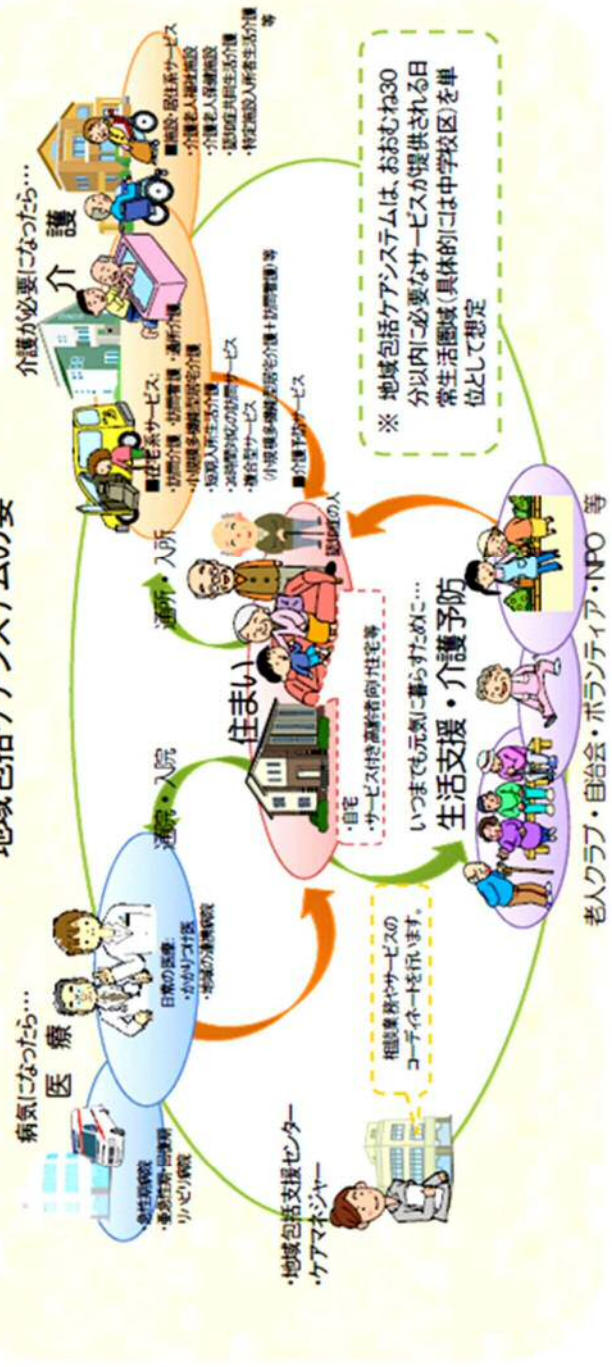 地域包括ケアシステムの姿
病気になったら…
医 療
・急性期病院
・亜急性期・回復期
リハビリ病院
日常の医療:
・かかりつけ医
・地域の連携病院
通院・入院
通所・入所
介護が必要になったら…
介 護
■在宅系サービス:
・訪問介護 ・訪問看護 ・通所介護
・小規模多機能型居宅介護
・短期入所生活介護
・24時間対応の訪問サービス
・複合型サービス
(小規模多機能型居宅介護+訪問看護)等
■介護予防サービス
■施設・居住系サービス
・介護老人福祉施設
・介護老人保健施設
・認知症共同生活介護
・特定施設入所者生活介護
等
住まい
認知症の人
・自宅
・サービス付き高齢者向け住宅等
・地域包括支援センター
・ケアマネジャー
相談業務やサービスの
コーディネートを行います。
いつまでも元気に暮らすために…
生活支援・介護予防
老人クラブ・自治会・ボランティア・NPO 等
※ 地域包括ケアシステムは、おおむね30
分以内に必要なサービスが提供される日
常生活圏域(具体的には中学校区)を単
位として想定